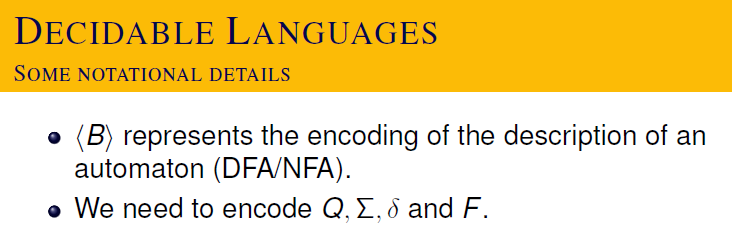 DECIDABLE LANGUAGES
SOME NOTATIONAL DETAILS
⟨B⟩ represents the encoding of the description of an
automaton (DFA/NFA).
We need to encode Q, Σ, δ and F.